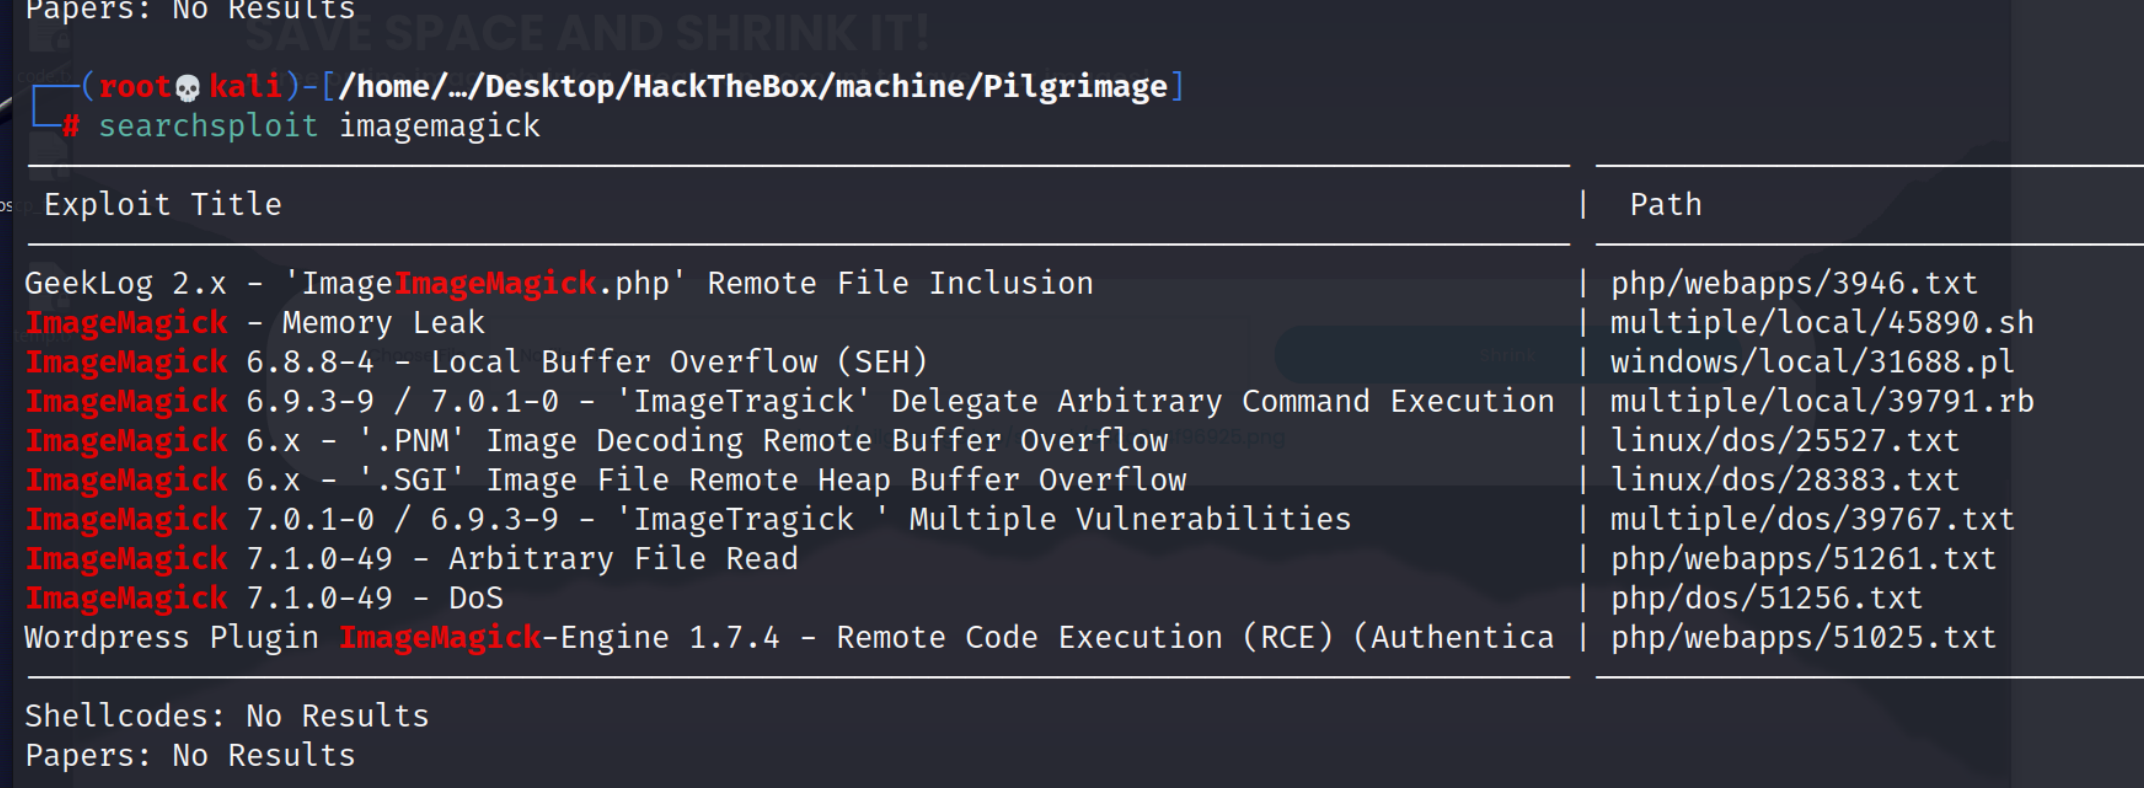 Papers: No Results
SAVE SPACE AND SHRINK IT!
(root💀kali)-[/home/…/Desktop/HackTheBox/machine/Pilgrimage]
# searchsploit imagemagick
Exploit Title | Path
GeekLog 2.x - 'ImageImageMagick.php' Remote File Inclusion | php/webapps/3946.txt
ImageMagick - Memory Leak | multiple/local/45890.sh
ImageMagick 6.8.8-4 - Local Buffer Overflow (SEH) | windows/local/31688.pl
Shrink
ImageMagick 6.9.3-9 / 7.0.1-0 - 'ImageTragick' Delegate Arbitrary Command Execution | multiple/local/39791.rb
ImageMagick 6.x - '.PNM' Image Decoding Remote Buffer Overflow | linux/dos/25527.txt
ImageMagick 6.x - '.SGI' Image File Remote Heap Buffer Overflow | linux/dos/28383.txt
ImageMagick 7.0.1-0 / 6.9.3-9 - 'ImageTragick ' Multiple Vulnerabilities | multiple/dos/39767.txt
ImageMagick 7.1.0-49 - Arbitrary File Read | php/webapps/51261.txt
ImageMagick 7.1.0-49 - DoS | php/dos/51256.txt
Wordpress Plugin ImageMagick-Engine 1.7.4 - Remote Code Execution (RCE) (Authentica | php/webapps/51025.txt
Shellcodes: No Results
Papers: No Results